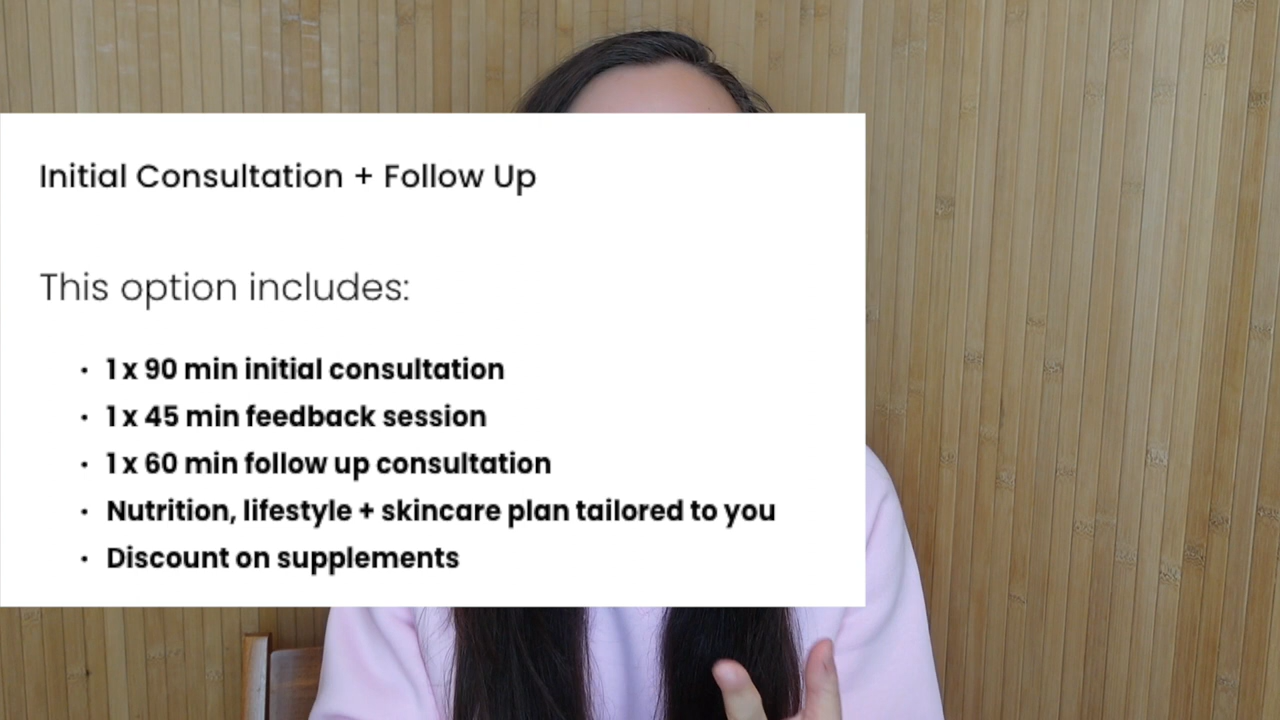 Initial Consultation + Follow Up
This option includes:
• 1 x 90 min initial consultation
• 1 x 45 min feedback session
• 1 x 60 min follow up consultation
• Nutrition, lifestyle + skincare plan tailored to you
• Discount on supplements